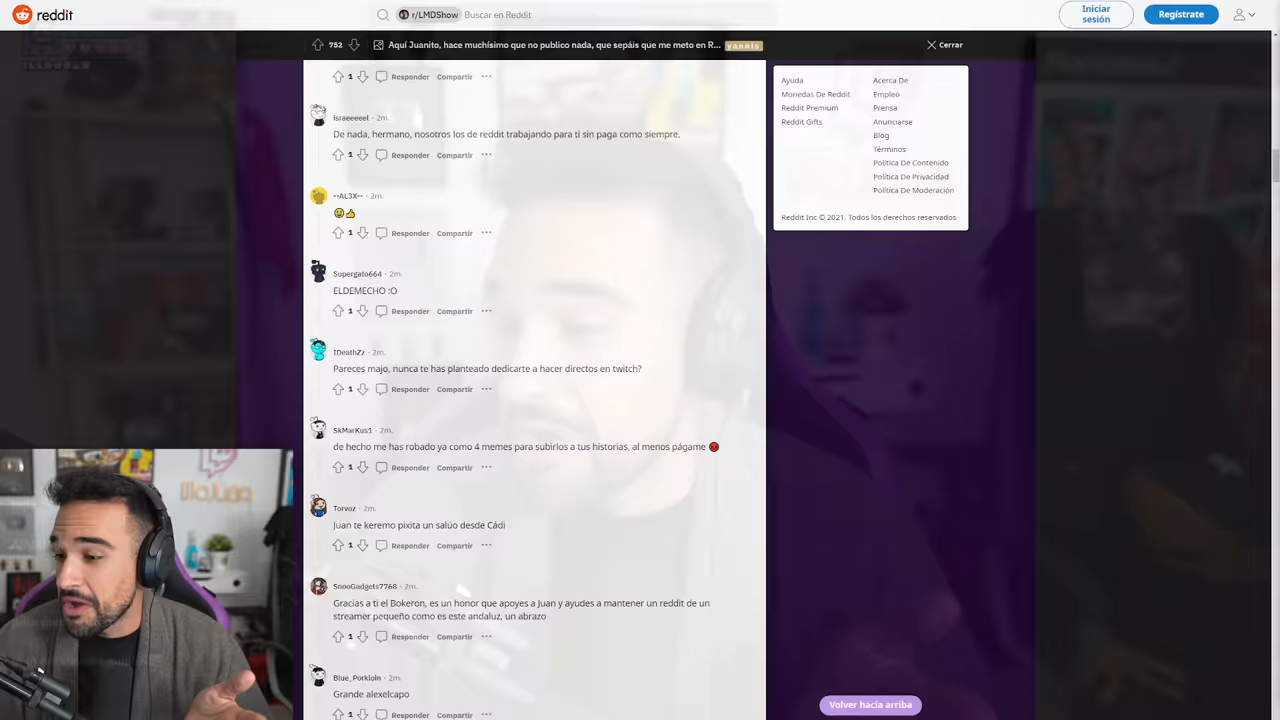 reddit
r/LMDShow
Buscar en Reddit
Iniciar sesión
Regístrate
752
Aquí Juanito, hace muchísimo que no publico nada, que sepáis que me meto en R...
yannis
Cerrar
1 Responder Compartir ...
israeeeeel · 2m.
De nada, hermano, nosotros los de reddit trabajando para ti sin paga como siempre.
1 Responder Compartir ...
--AL3X-- · 2m.
😃👍
1 Responder Compartir ...
Supergato664 · 2m.
ELDEMECHO :O
1 Responder Compartir ...
IDeathZz · 2m.
Pareces majo, nunca te has planteado dedicarte a hacer directos en twitch?
1 Responder Compartir ...
SkMarKus1 · 2m.
de hecho me has robado ya como 4 memes para subirlos a tus historias, al menos págame 😡
1 Responder Compartir ...
Torvoz · 2m.
Juan te keremo pixita un salúo desde Cádi
1 Responder Compartir ...
SnooGadgets7768 · 2m.
Gracias a ti el Bokeron, es un honor que apoyes a Juan y ayudes a mantener un reddit de un
streamer pequeño como es este andaluz, un abrazo
1 Responder Compartir ...
Blue_Porkloin · 2m.
Grande alexelcapo
1 Responder Compartir ...
Ayuda
Monedas De Reddit
Reddit Premium
Reddit Gifts
Acerca De
Empleo
Prensa
Anunciarse
Blog
Términos
Política De Contenido
Política De Privacidad
Política De Moderación
Reddit Inc © 2021. Todos los derechos reservados
Volver hacia arriba